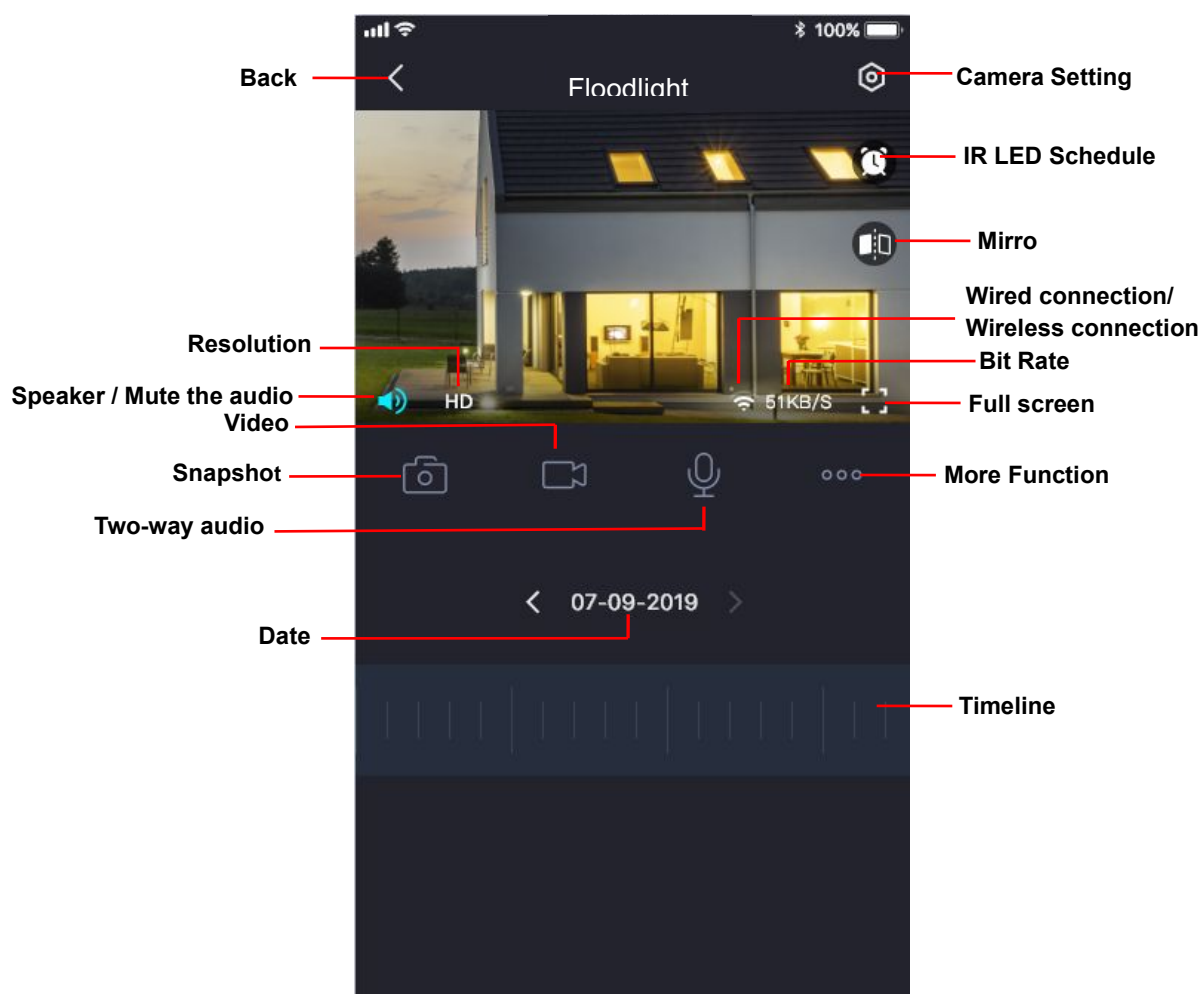 100%
Back
Floodlight
Camera Setting
IR LED Schedule
Mirro
Wired connection/
Wireless connection
Resolution
Bit Rate
Speaker / Mute the audio
HD
51KB/S
Full screen
Video
Snapshot
More Function
Two-way audio
07-09-2019
Date
Timeline